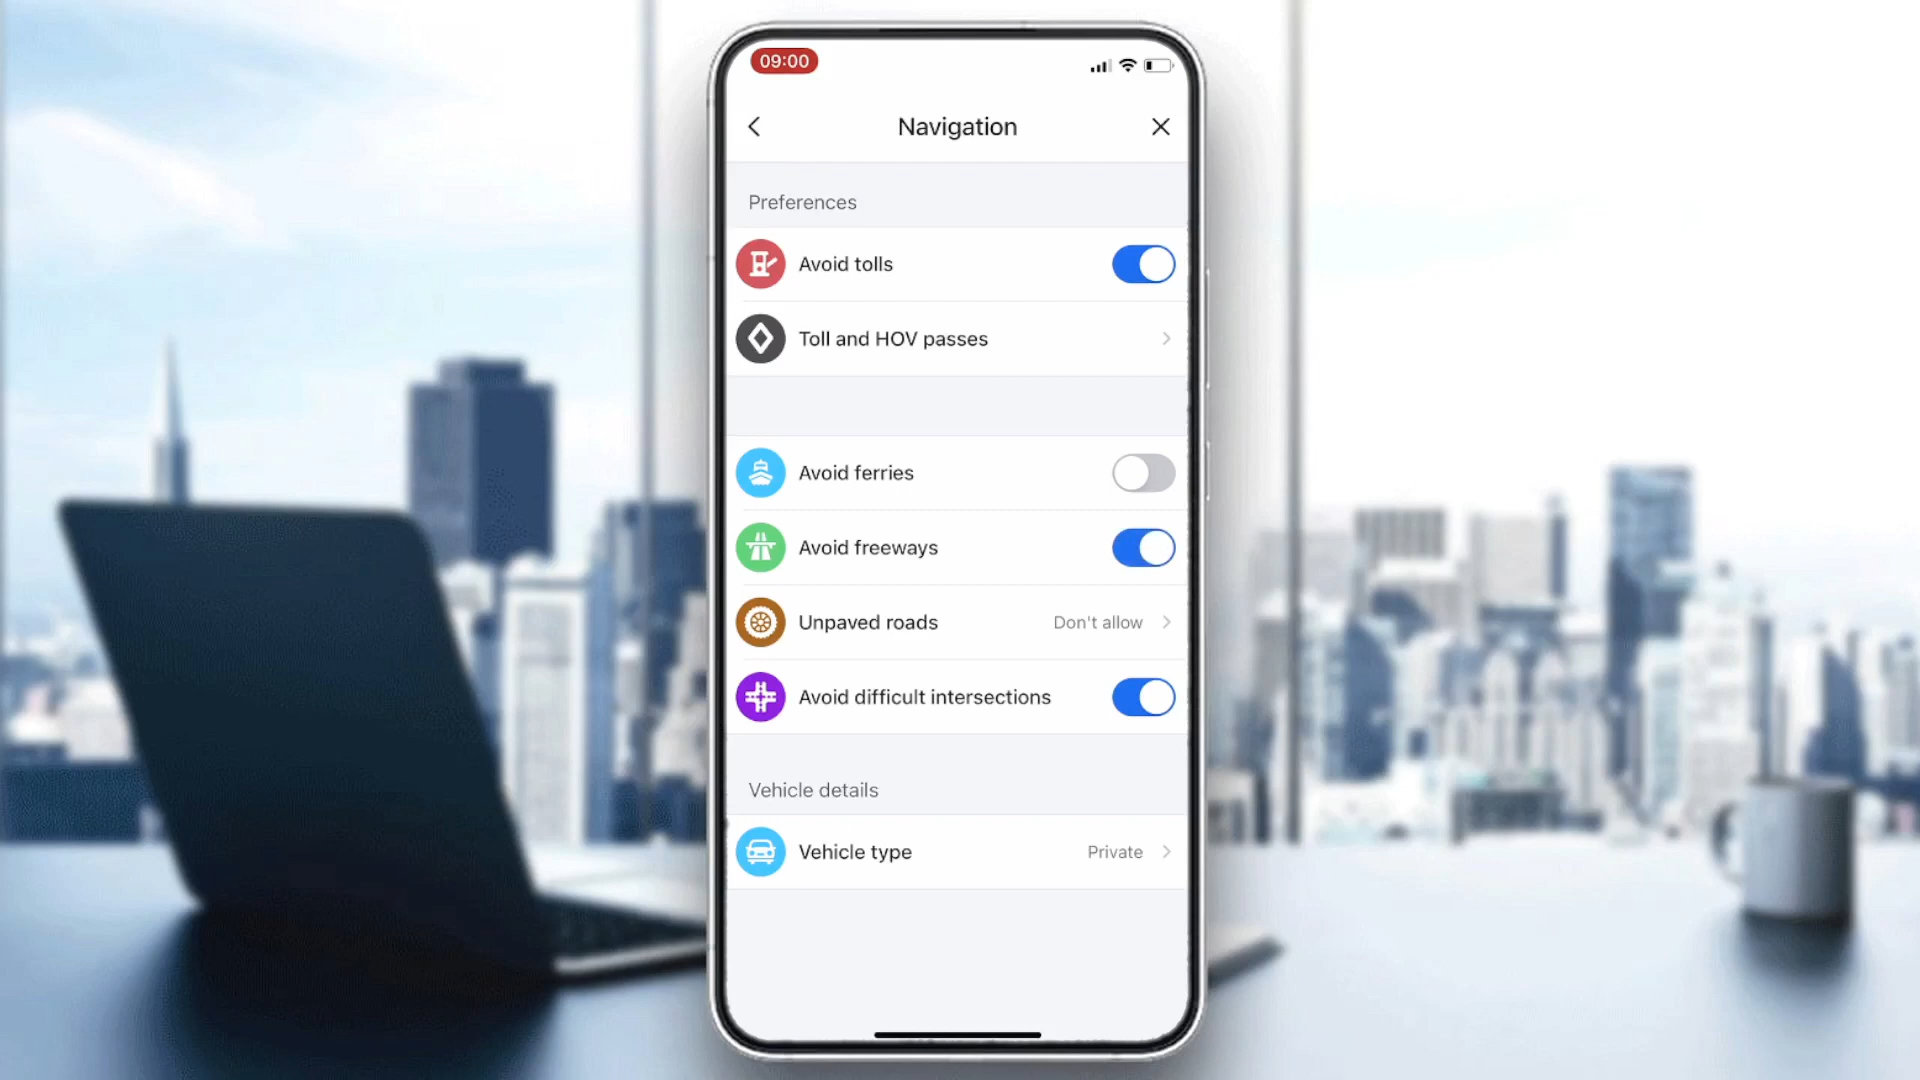 09:00
Navigation
Preferences
Avoid tolls
Toll and HOV passes
Avoid ferries
Avoid freeways
Unpaved roads Don't allow
Avoid difficult intersections
Vehicle details
Vehicle type Private